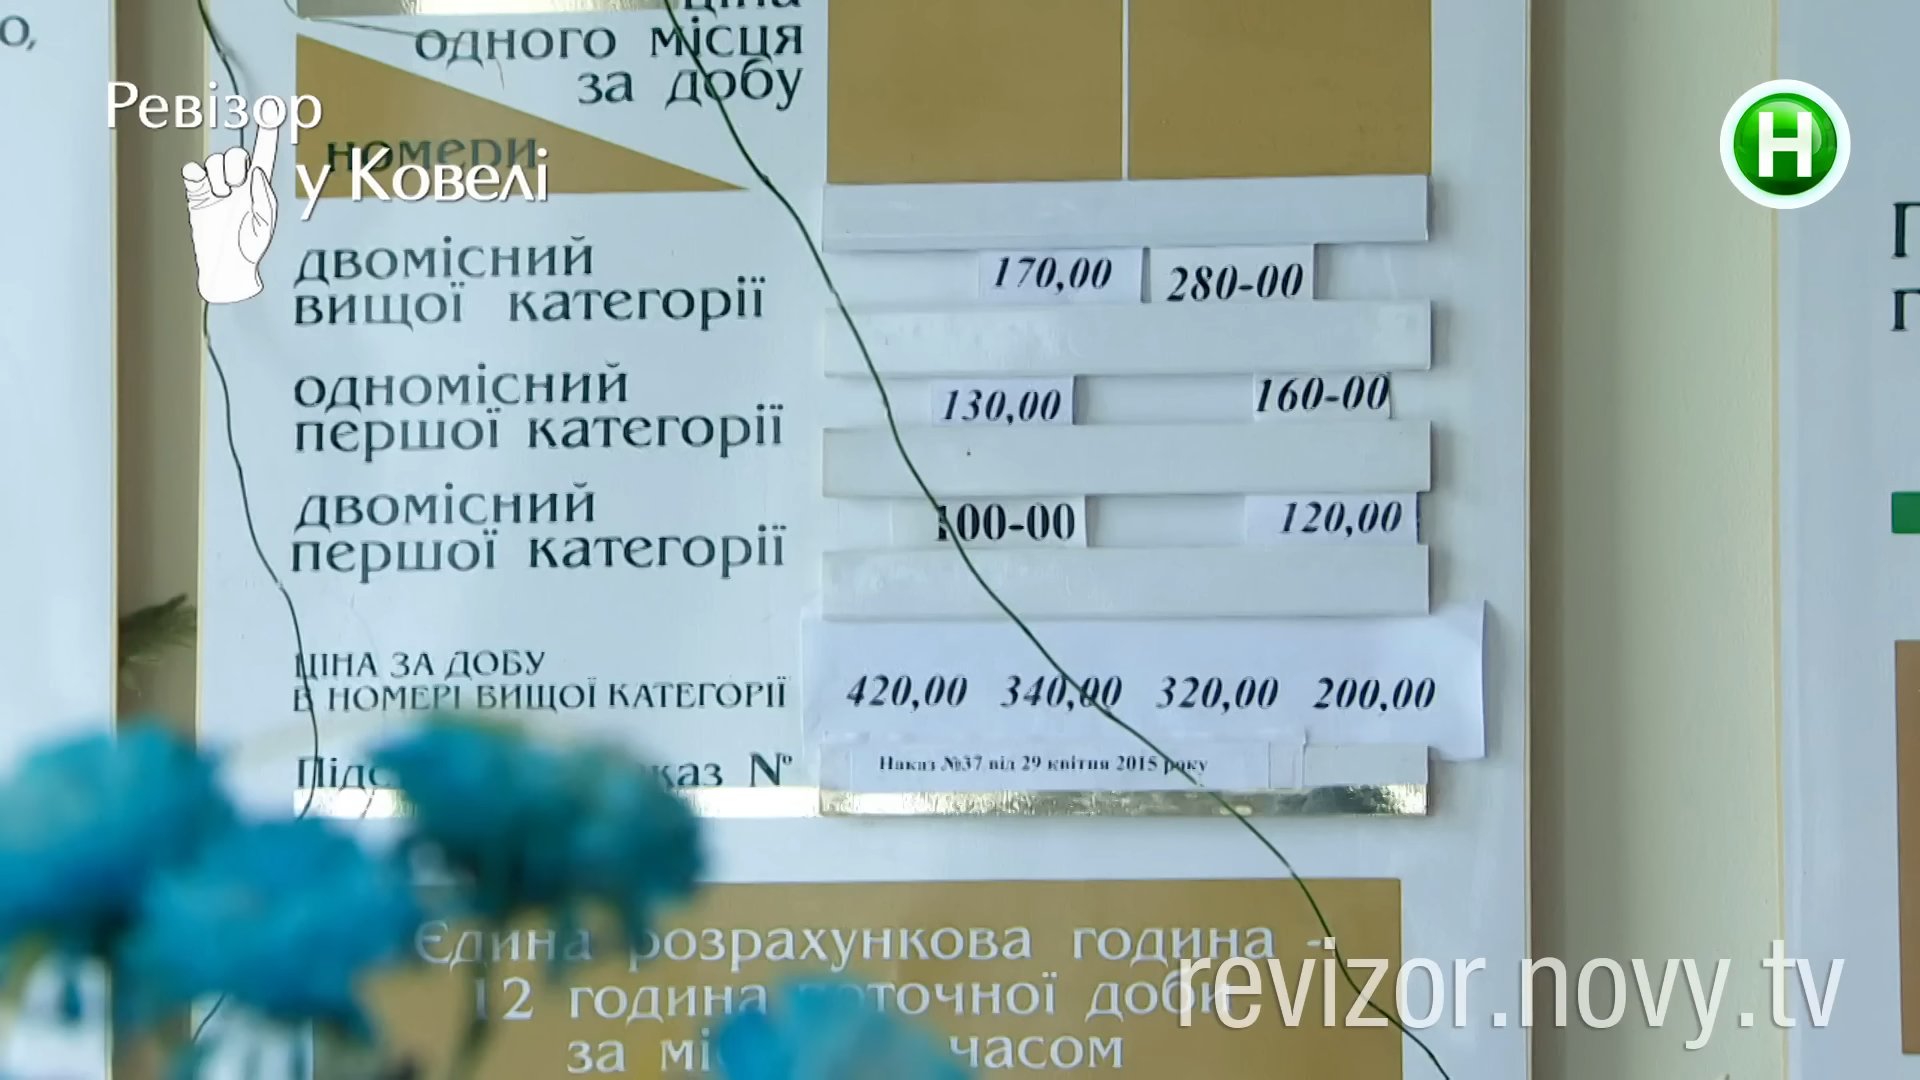 о,
ціна
одного місця
за добу
номери
Ревізор
у Ковелі
Н
двомісний
вищої категорії
170,00 280-00
одномісний
першої категорії
130,00 160-00
двомісний
першої категорії
100-00 120,00
ЦІНА ЗА ДОБУ
В НОМЕРІ ВИЩОЇ КАТЕГОРІЇ
420,00 340,00 320,00 200,00
№
Наказ №37 від 29 квітня 2015 року
Єдина розрахункова година -
12 година поточної доби
за часом
revizor.novy.tv